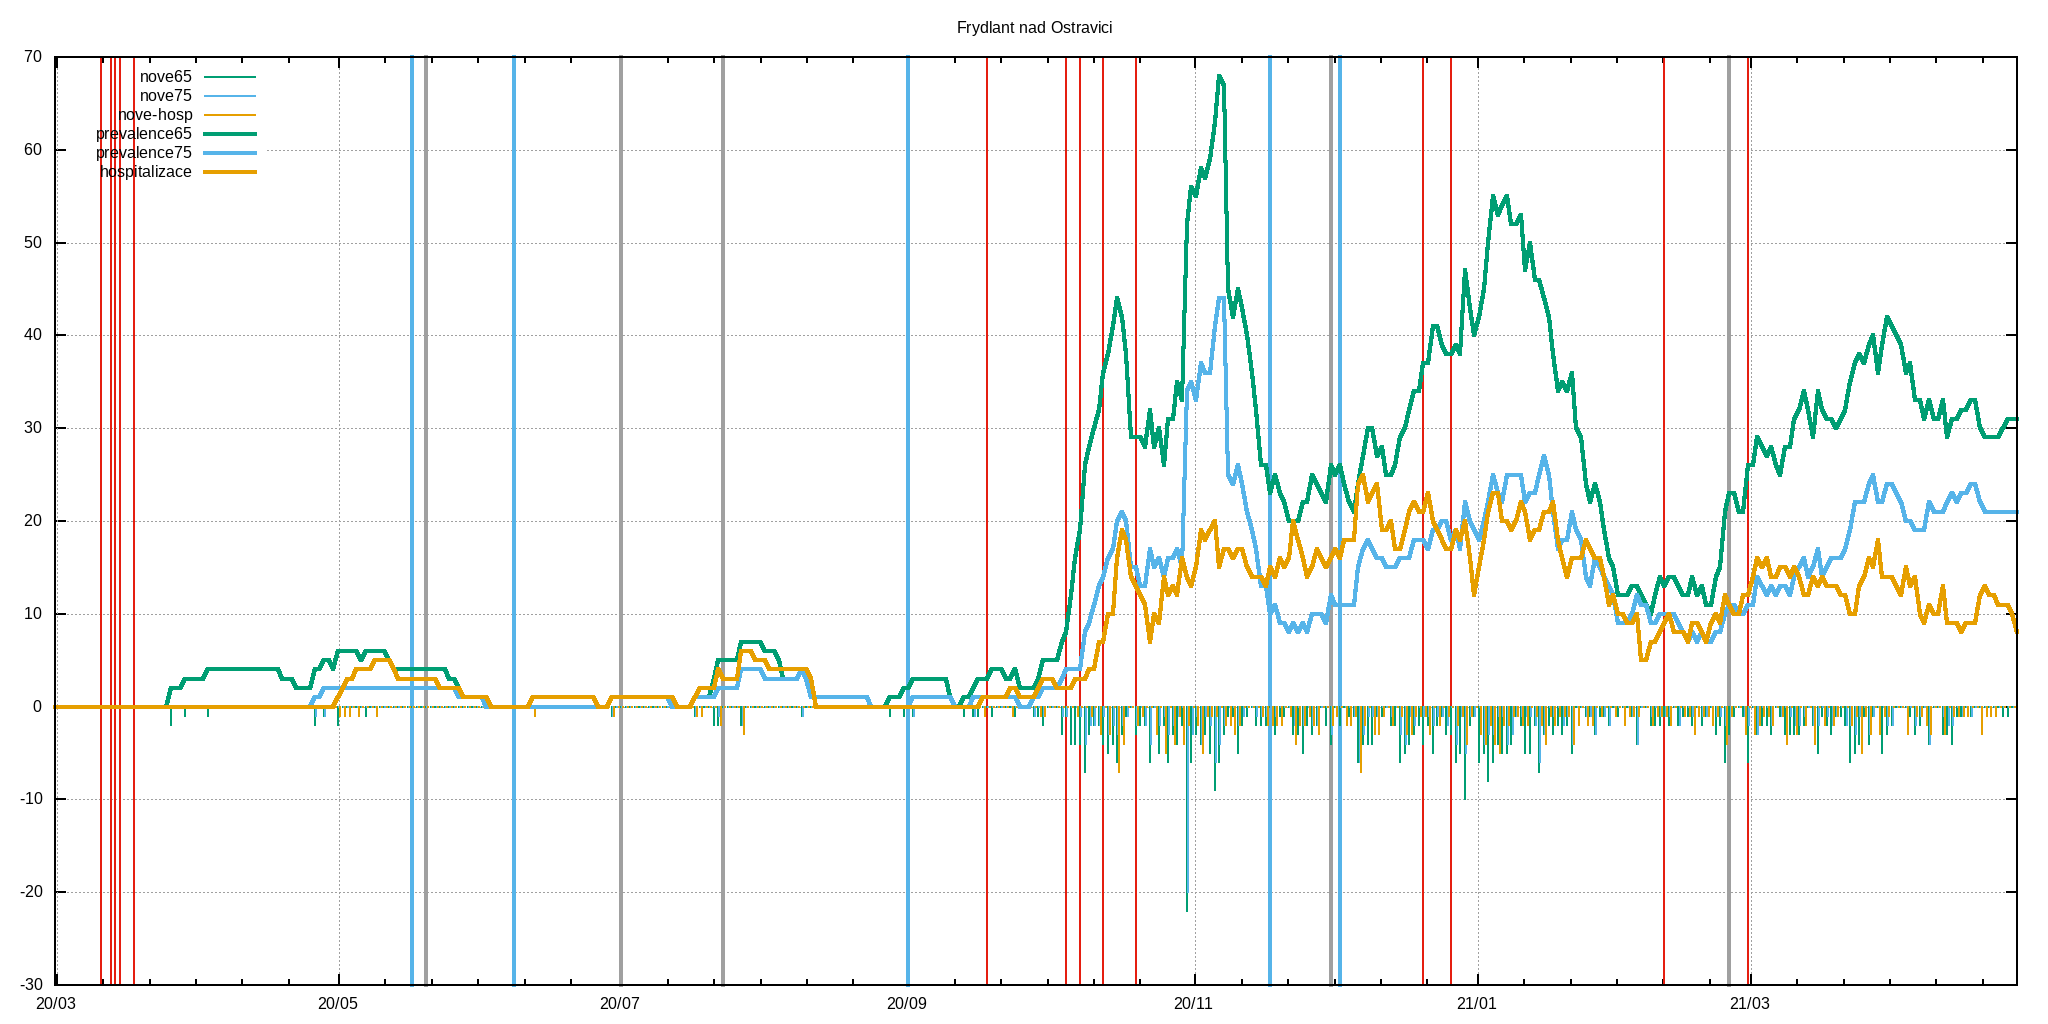 Frydlant nad Ostravici
70
60
50
40
30
20
10
0
-10
-20
-30
nove65
nove75
nove-hosp
prevalence65
prevalence75
hospitalizace
20/03 20/05 20/07 20/09 20/11 21/01 21/03